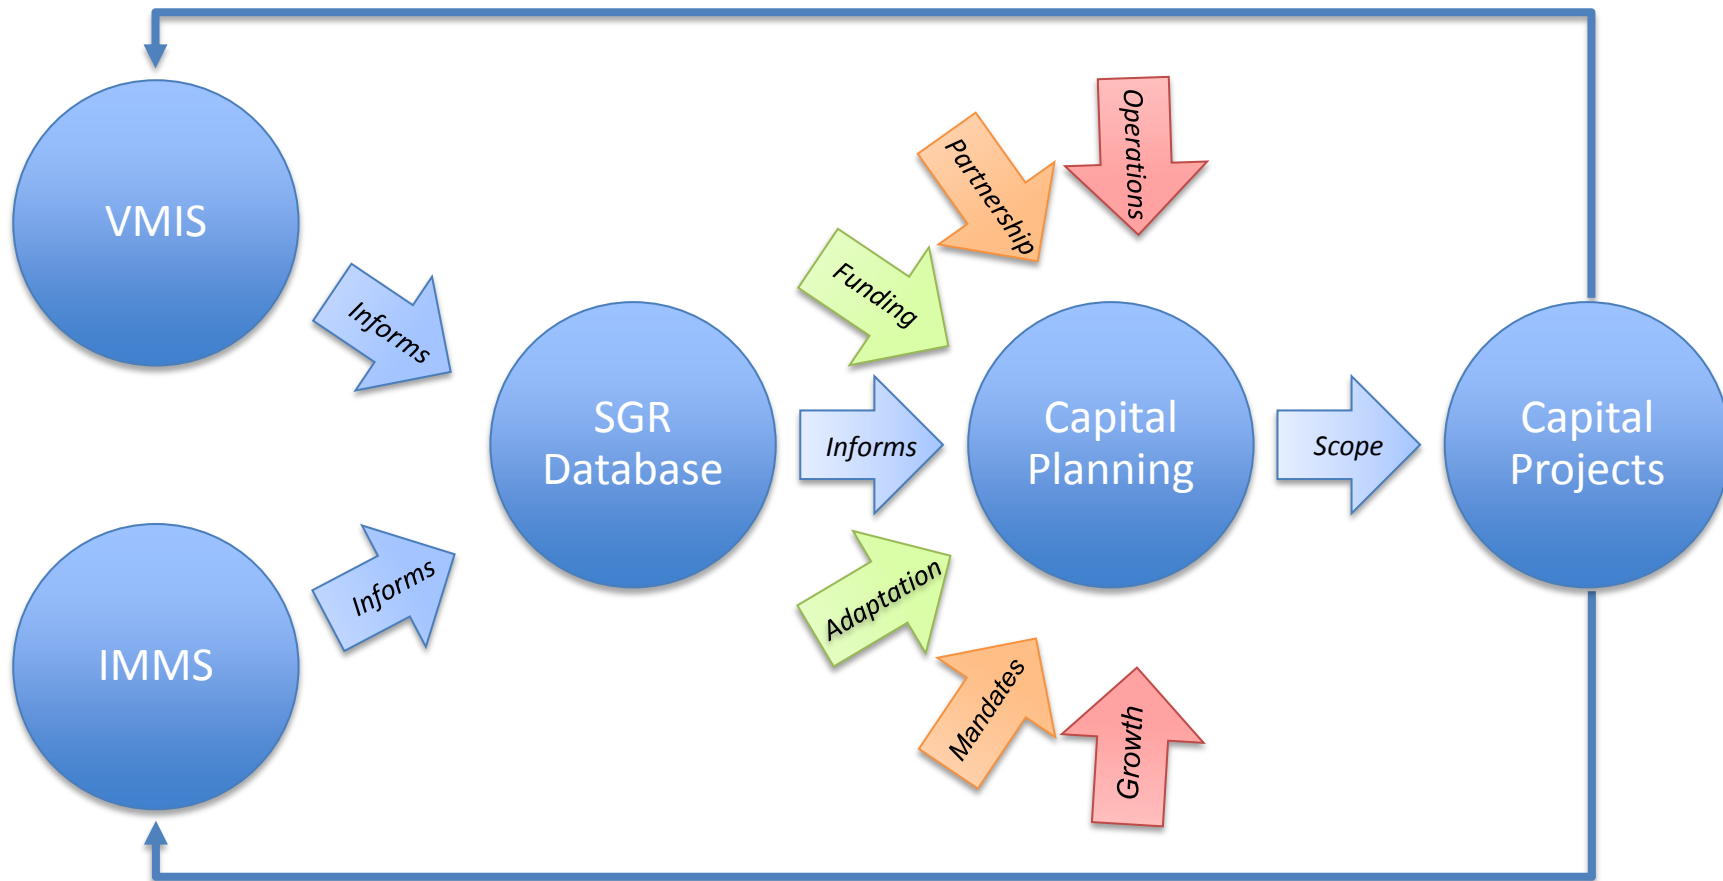 VMIS
IMMS
Informs
Informs
SGR
Database
Informs
Funding
Partnership
Operations
Adaptation
Mandates
Growth
Capital
Planning
Scope
Capital
Projects